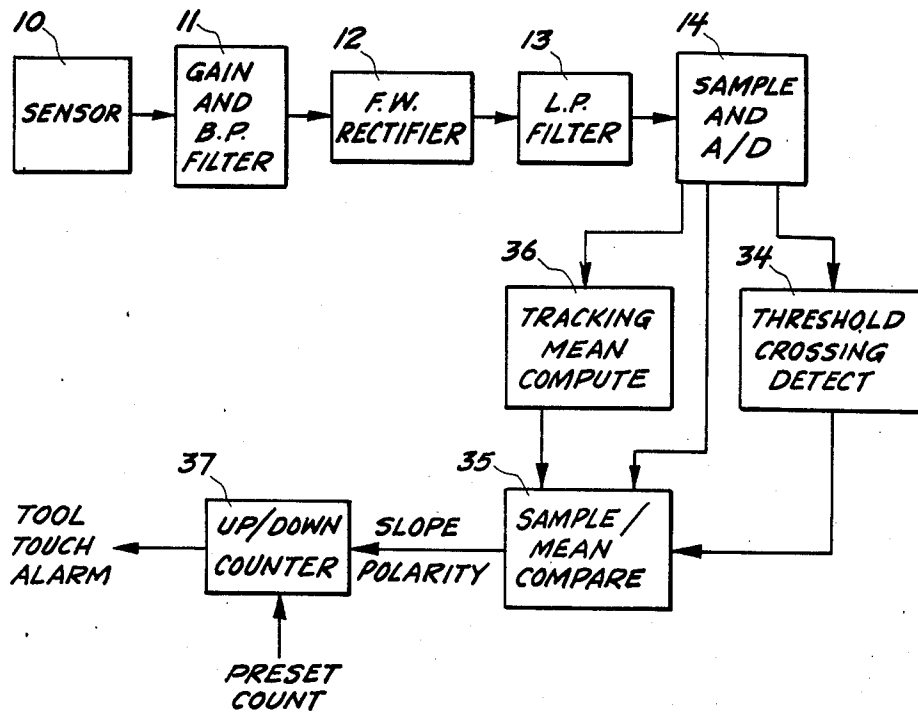 10
SENSOR
11
GAIN
AND
B.P.
FILTER
12
F.W.
RECTIFIER
13
L.P.
FILTER
14
SAMPLE
AND
A/D
36
TRACKING
MEAN
COMPUTE
34
THRESHOLD
CROSSING
DETECT
35
SAMPLE/
MEAN
COMPARE
SLOPE
POLARITY
37
UP/DOWN
COUNTER
TOOL
TOUCH
ALARM
PRESET
COUNT